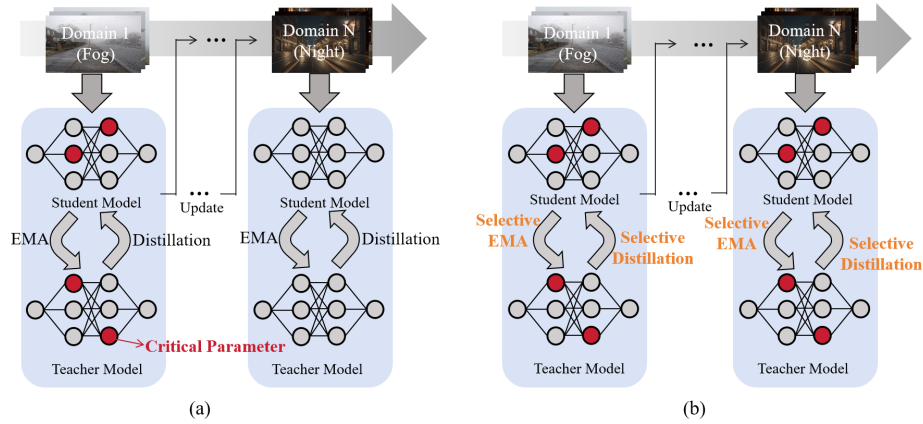 Domain 1
(Fog)
...
Domain N
(Night)
Student Model
...
Update
Student Model
EMA
Distillation
EMA
Distillation
Critical Parameter
Teacher Model
Teacher Model
(a)
Domain 1
(Fog)
...
Domain N
(Night)
Student Model
...
Update
Student Model
Selective
EMA
Selective
Distillation
Selective
EMA
Selective
Distillation
Teacher Model
Teacher Model
(b)